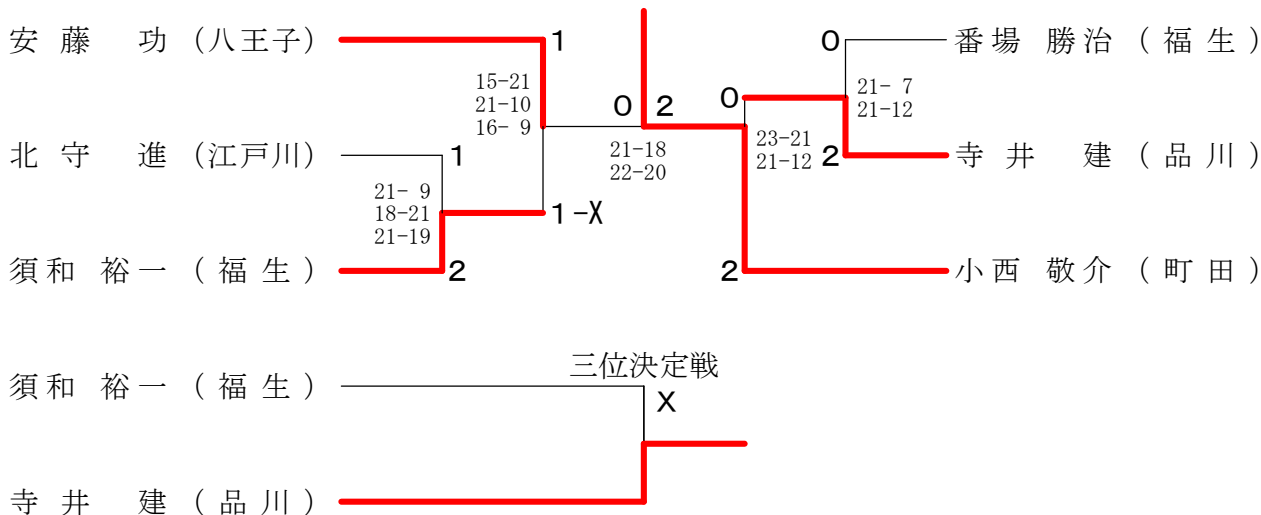 安藤 功 (八王子) 1 0 番場 勝治 (福生)
15-21 21- 7
21-10 0 2 0 21-12
16- 9
北守 進 (江戸川) 1 21-18 23-21 2 寺井 建 (品川)
22-20 21-12
21- 9
18-21 1-X
21-19
須和 裕一 (福生) 2 2 小西 敬介 (町田)
三位決定戦
須和 裕一 (福生) X
寺井 建 (品川)